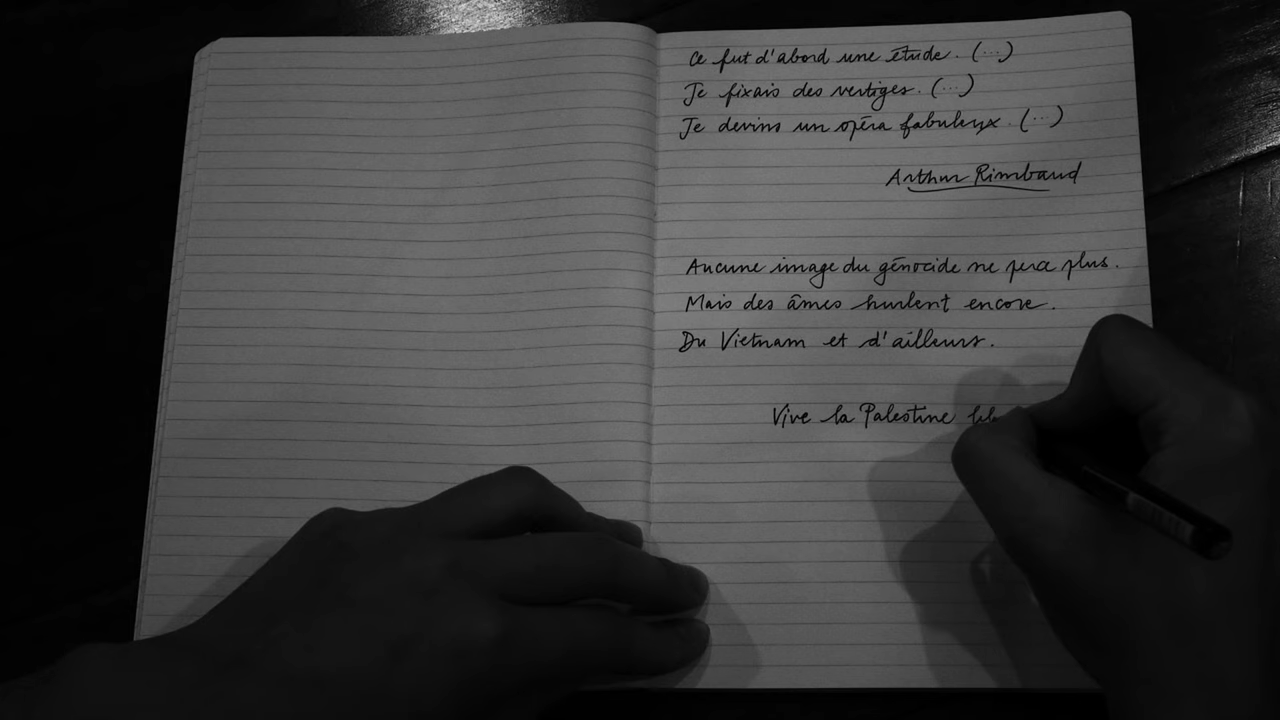 Ce fut d'abord une étude. (...)
Je fixais des vertiges. (...)
Je devins un opéra fabuleux. (...)
Arthur Rimbaud
Aucune image du génocide ne sera plus.
Mais des âmes hurlent encore.
Du Vietnam et d'ailleurs.
Vive la Palestine